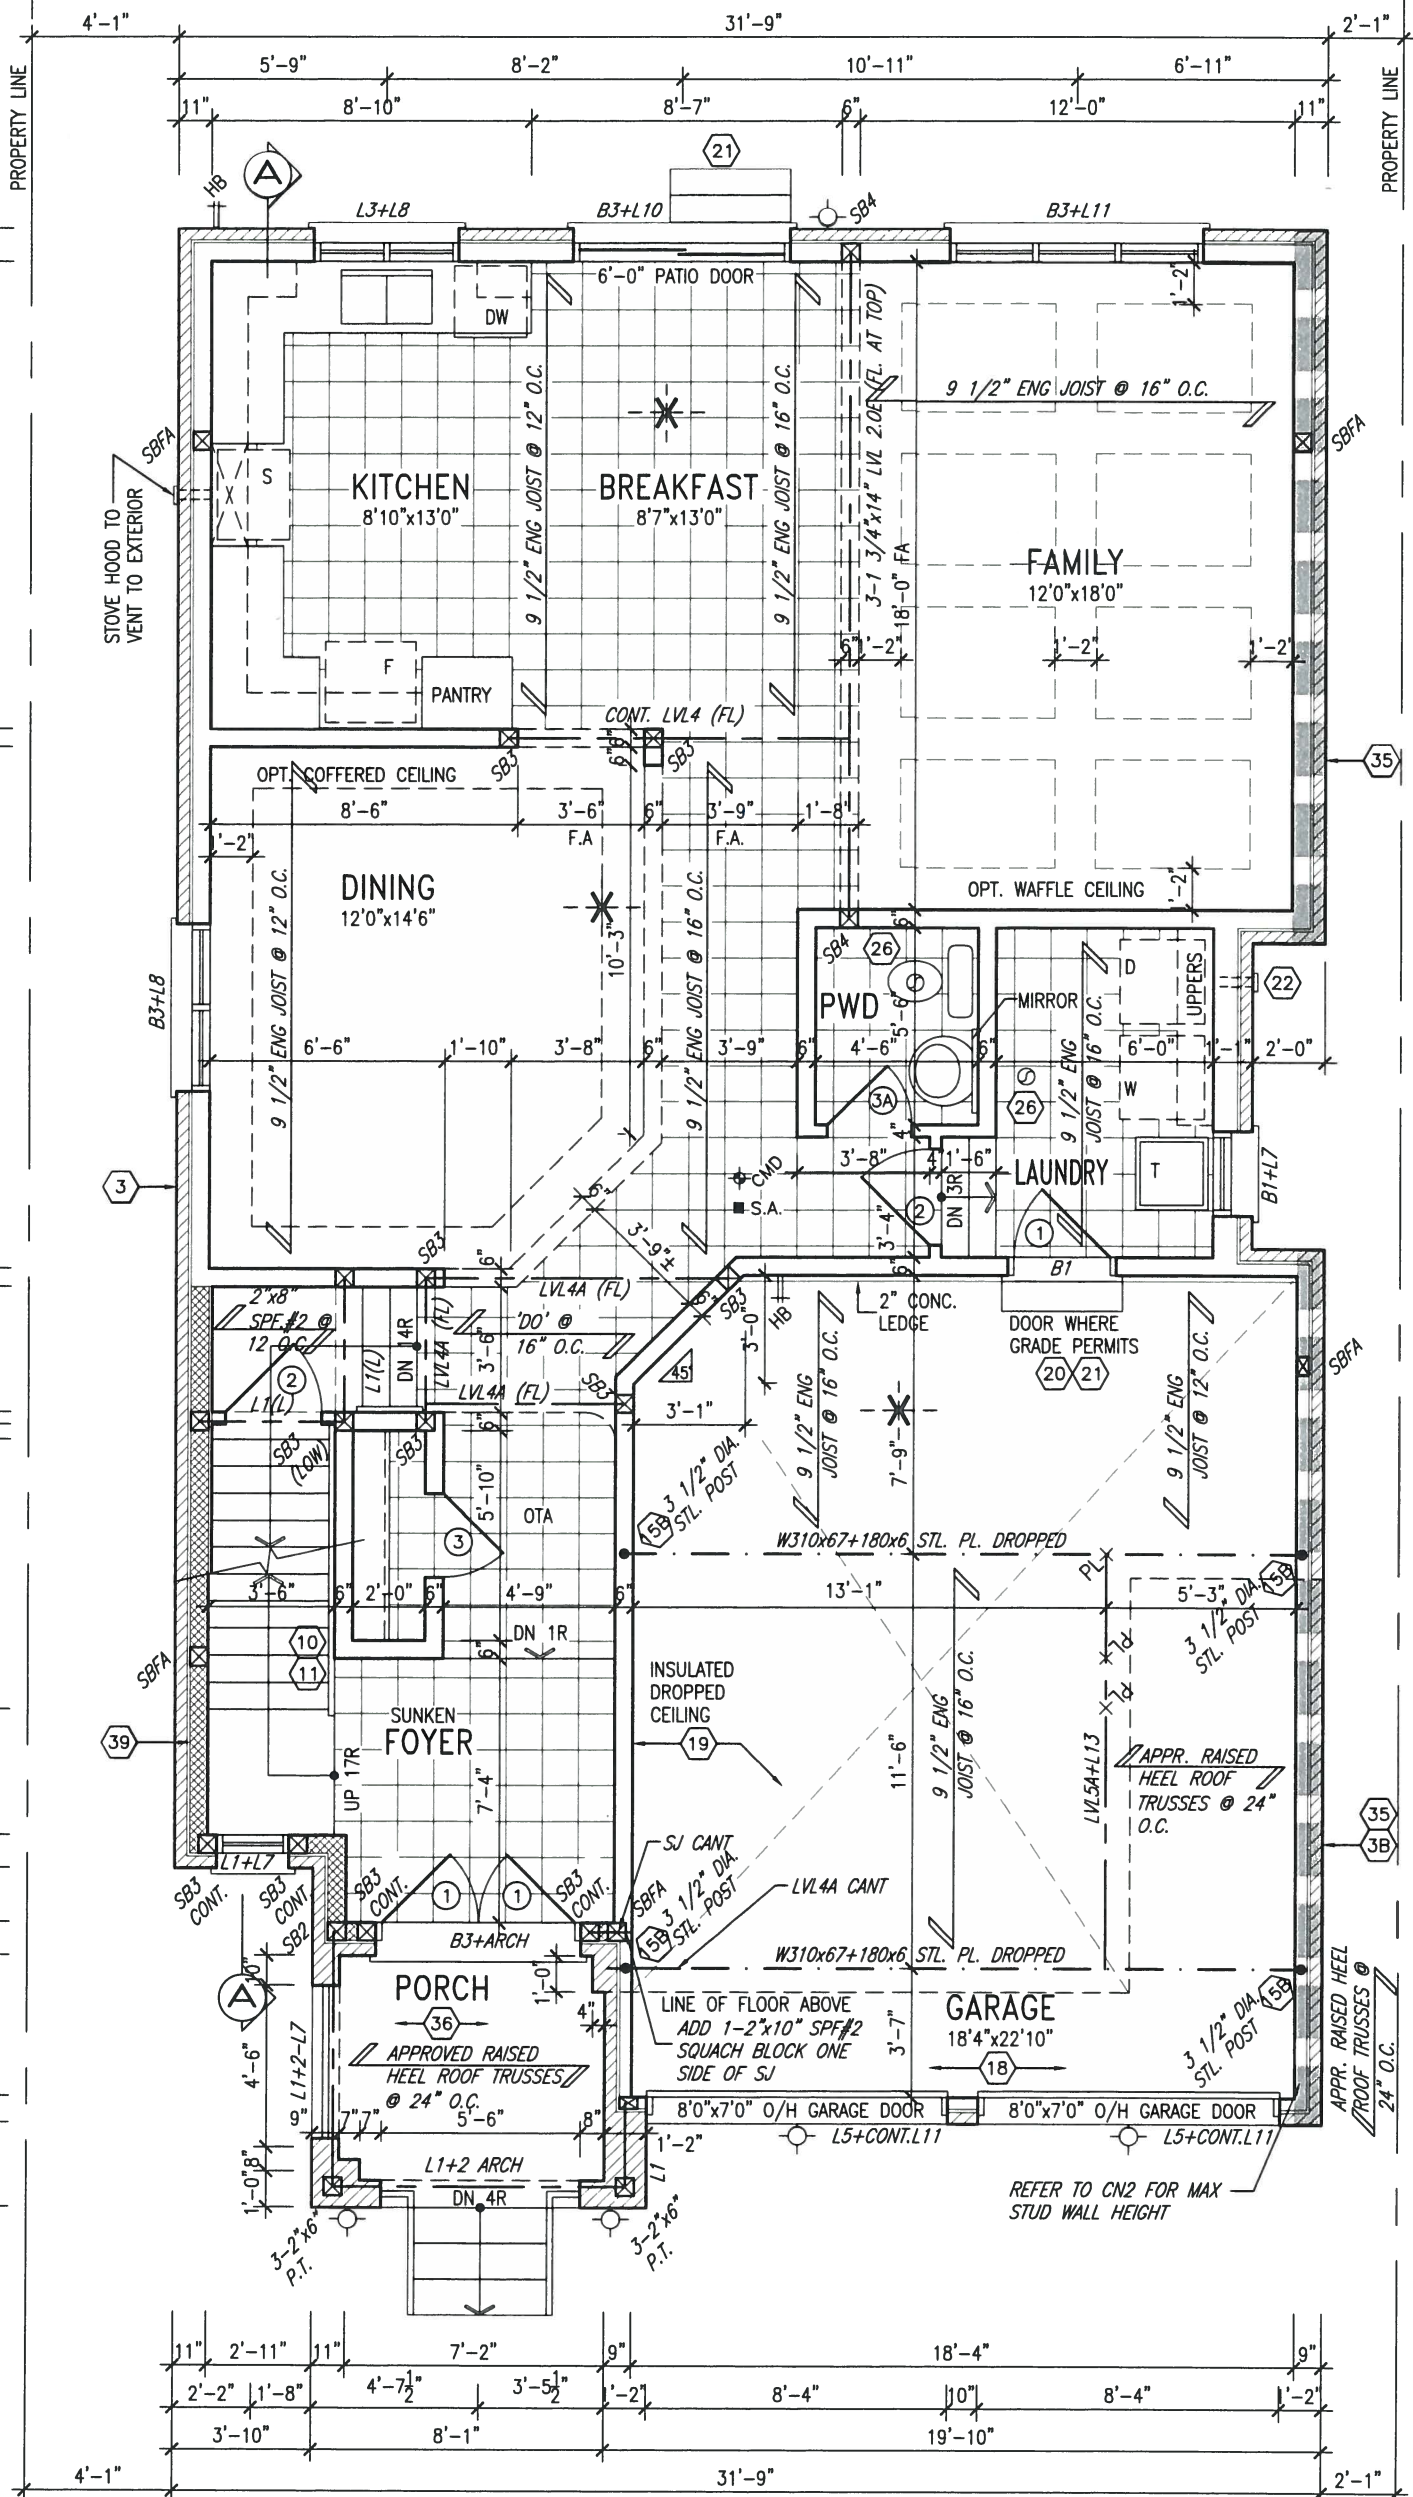 4'-1"
31'-9"
2'-1"
PROPERTY LINE
5'-9"
8'-2"
10'-11"
6'-11"
PROPERTY LINE
11"
8'-10"
8'-7"
6"
12'-0"
11"
21
A
HB
L3+L8
B3+L10
SB4
B3+L11
6'-0" PATIO DOOR
DW
1'-2"
9 1/2" ENG JOIST @ 12" O.C.
9 1/2" ENG JOIST @ 16" O.C.
3-1 3/4"x14" LVL 2.0E (FL. AT TOP)
9 1/2" ENG JOIST @ 16" O.C.
SBFA
SBFA
S
KITCHEN
8'10"x13'0"
BREAKFAST
8'7"x13'0"
STOVE HOOD TO
VENT TO EXTERIOR
18'-0" FA
FAMILY
12'0"x18'0"
6"
1'-2"
1'-2"
1'-2"
F
PANTRY
CONT. LVL4 (FL)
6"
6"
SB3
SB3
35
OPT. COFFERED CEILING
8'-6"
3'-6"
F.A
6"
3'-9"
F.A.
1'-8"
1'-2"
DINING
12'0"x14'6"
9 1/2" ENG JOIST @ 12" O.C.
10'-3"
9 1/2" ENG JOIST @ 16" O.C.
OPT. WAFFLE CEILING
1'-2"
6"
SB4
26
PWD
5'-6"
MIRROR
D
UPPERS
22
B3+L8
6'-6"
1'-10"
3'-8"
6"
3'-9"
6"
4'-6"
6"
6'-0"
1'-1"
2'-0"
9 1/2" ENG
JOIST @ 16" O.C.
26
W
3A
4"
3'-8"
4"
1'-6"
LAUNDRY
T
B1+L7
3
CMD
S.A.
6"
3'-9"±
6"
DN 3R
2
3'-4"
6"
1
SB3
6"
LVL4A (FL)
SB3
HB
B1
2" CONC.
LEDGE
DOOR WHERE
GRADE PERMITS
20
21
2"x8"
SPF.#2 @
12 O.C.
L1(L)
DN 14R
LVL4A (FL)
3'-6"
'DO' @
16" O.C.
3'-0"
45°
9 1/2" ENG
JOIST @ 16" O.C.
9 1/2" ENG
JOIST @ 12" O.C.
SBFA
2
L1(L)
LVL4A (FL)
SB3
3'-1"
6"
SB3
(LOW)
SB3
5'-10"
7'-9"
3 1/2" DIA.
STL. POST
15B
OTA
3
W310x67+180x6 STL. PL. DROPPED
PL
15B
3'-6"
6"
2'-0"
6"
4'-9"
6"
13'-1"
5'-3"
3 1/2" DIA.
STL. POST
10
11
6"
DN 1R
SBFA
INSULATED
DROPPED
CEILING
PL
PL
9 1/2" ENG
JOIST @ 16" O.C.
SUNKEN
FOYER
39
19
UP 17R
7'-4"
11'-6"
LVL5A+L13
APPR. RAISED
HEEL ROOF
TRUSSES @ 24"
O.C.
35
3B
L1+L7
SJ CANT
SB3
CONT.
SB3
CONT.
SB3
CONT.
1
1
SB3
CONT.
SBFA
3 1/2" DIA.
STL. POST
LVL4A CANT
SB2
15B
B3+ARCH
W310x67+180x6 STL. PL. DROPPED
10"
A
PORCH
36
1'-0"
4"
LINE OF FLOOR ABOVE
ADD 1-2"x10" SPF#2
SQUACH BLOCK ONE
SIDE OF SJ
GARAGE
18'4"x22'10"
18
15B
3 1/2" DIA.
STL. POST
APPR. RAISED HEEL
ROOF TRUSSES @
24" O.C.
4'-6"
L1+2-L7
APPROVED RAISED
HEEL ROOF TRUSSES
@ 24" O.C.
3'-7"
9"
7"
7"
5'-6"
8"
1'-2"
8'0"x7'0" O/H GARAGE DOOR
8'0"x7'0" O/H GARAGE DOOR
L5+CONT.L11
L5+CONT.L11
8"
1'-0"
L1+2 ARCH
L1
DN 4R
REFER TO CN2 FOR MAX
STUD WALL HEIGHT
3-2"x6"
P.T.
3-2"x6"
P.T.
11"
2'-11"
11"
7'-2"
9"
18'-4"
9"
2'-2"
1'-8"
4'-7 1/2"
3'-5 1/2"
1'-2"
8'-4"
10"
8'-4"
1'-2"
3'-10"
8'-1"
19'-10"
4'-1"
31'-9"
2'-1"